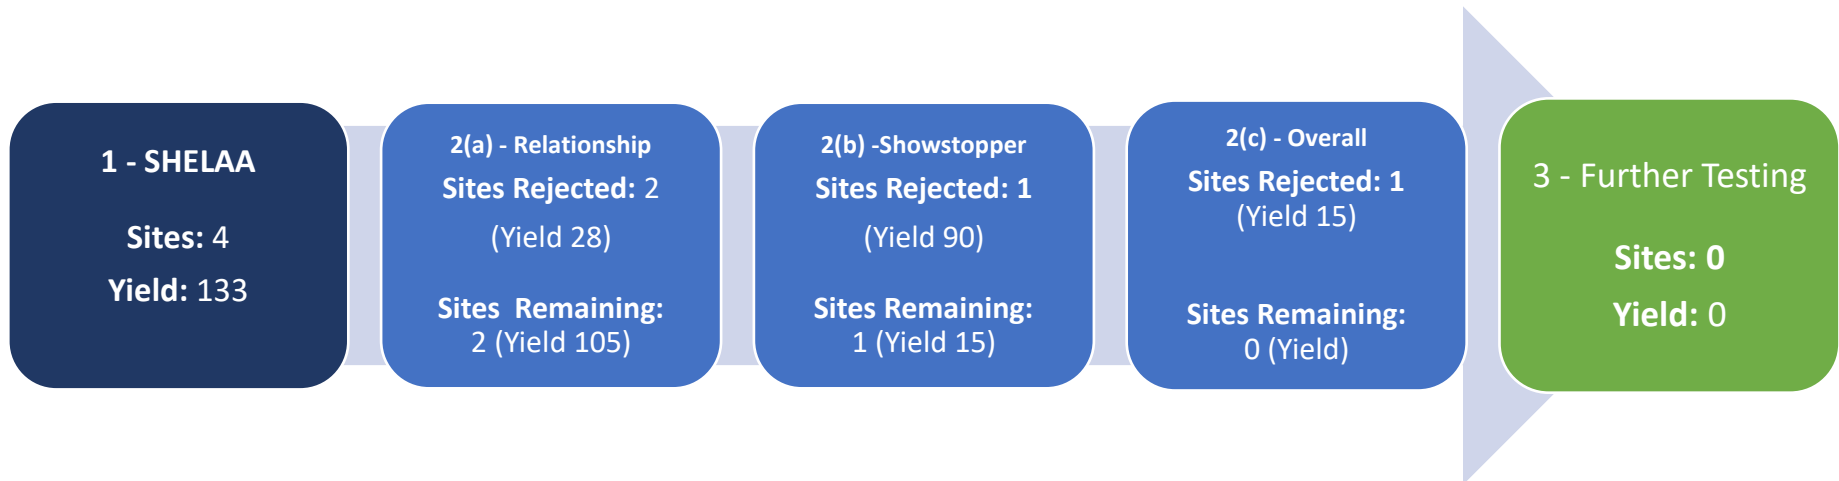 1 - SHELAA
Sites: 4
Yield: 133
2(a) - Relationship
Sites Rejected: 2
(Yield 28)
Sites  Remaining:
2 (Yield 105)
2(b) -Showstopper
Sites Rejected: 1
(Yield 90)
Sites Remaining:
1 (Yield 15)
2(c) - Overall
Sites Rejected: 1
(Yield 15)
Sites Remaining:
0 (Yield)
3 - Further Testing
Sites: 0
Yield: 0